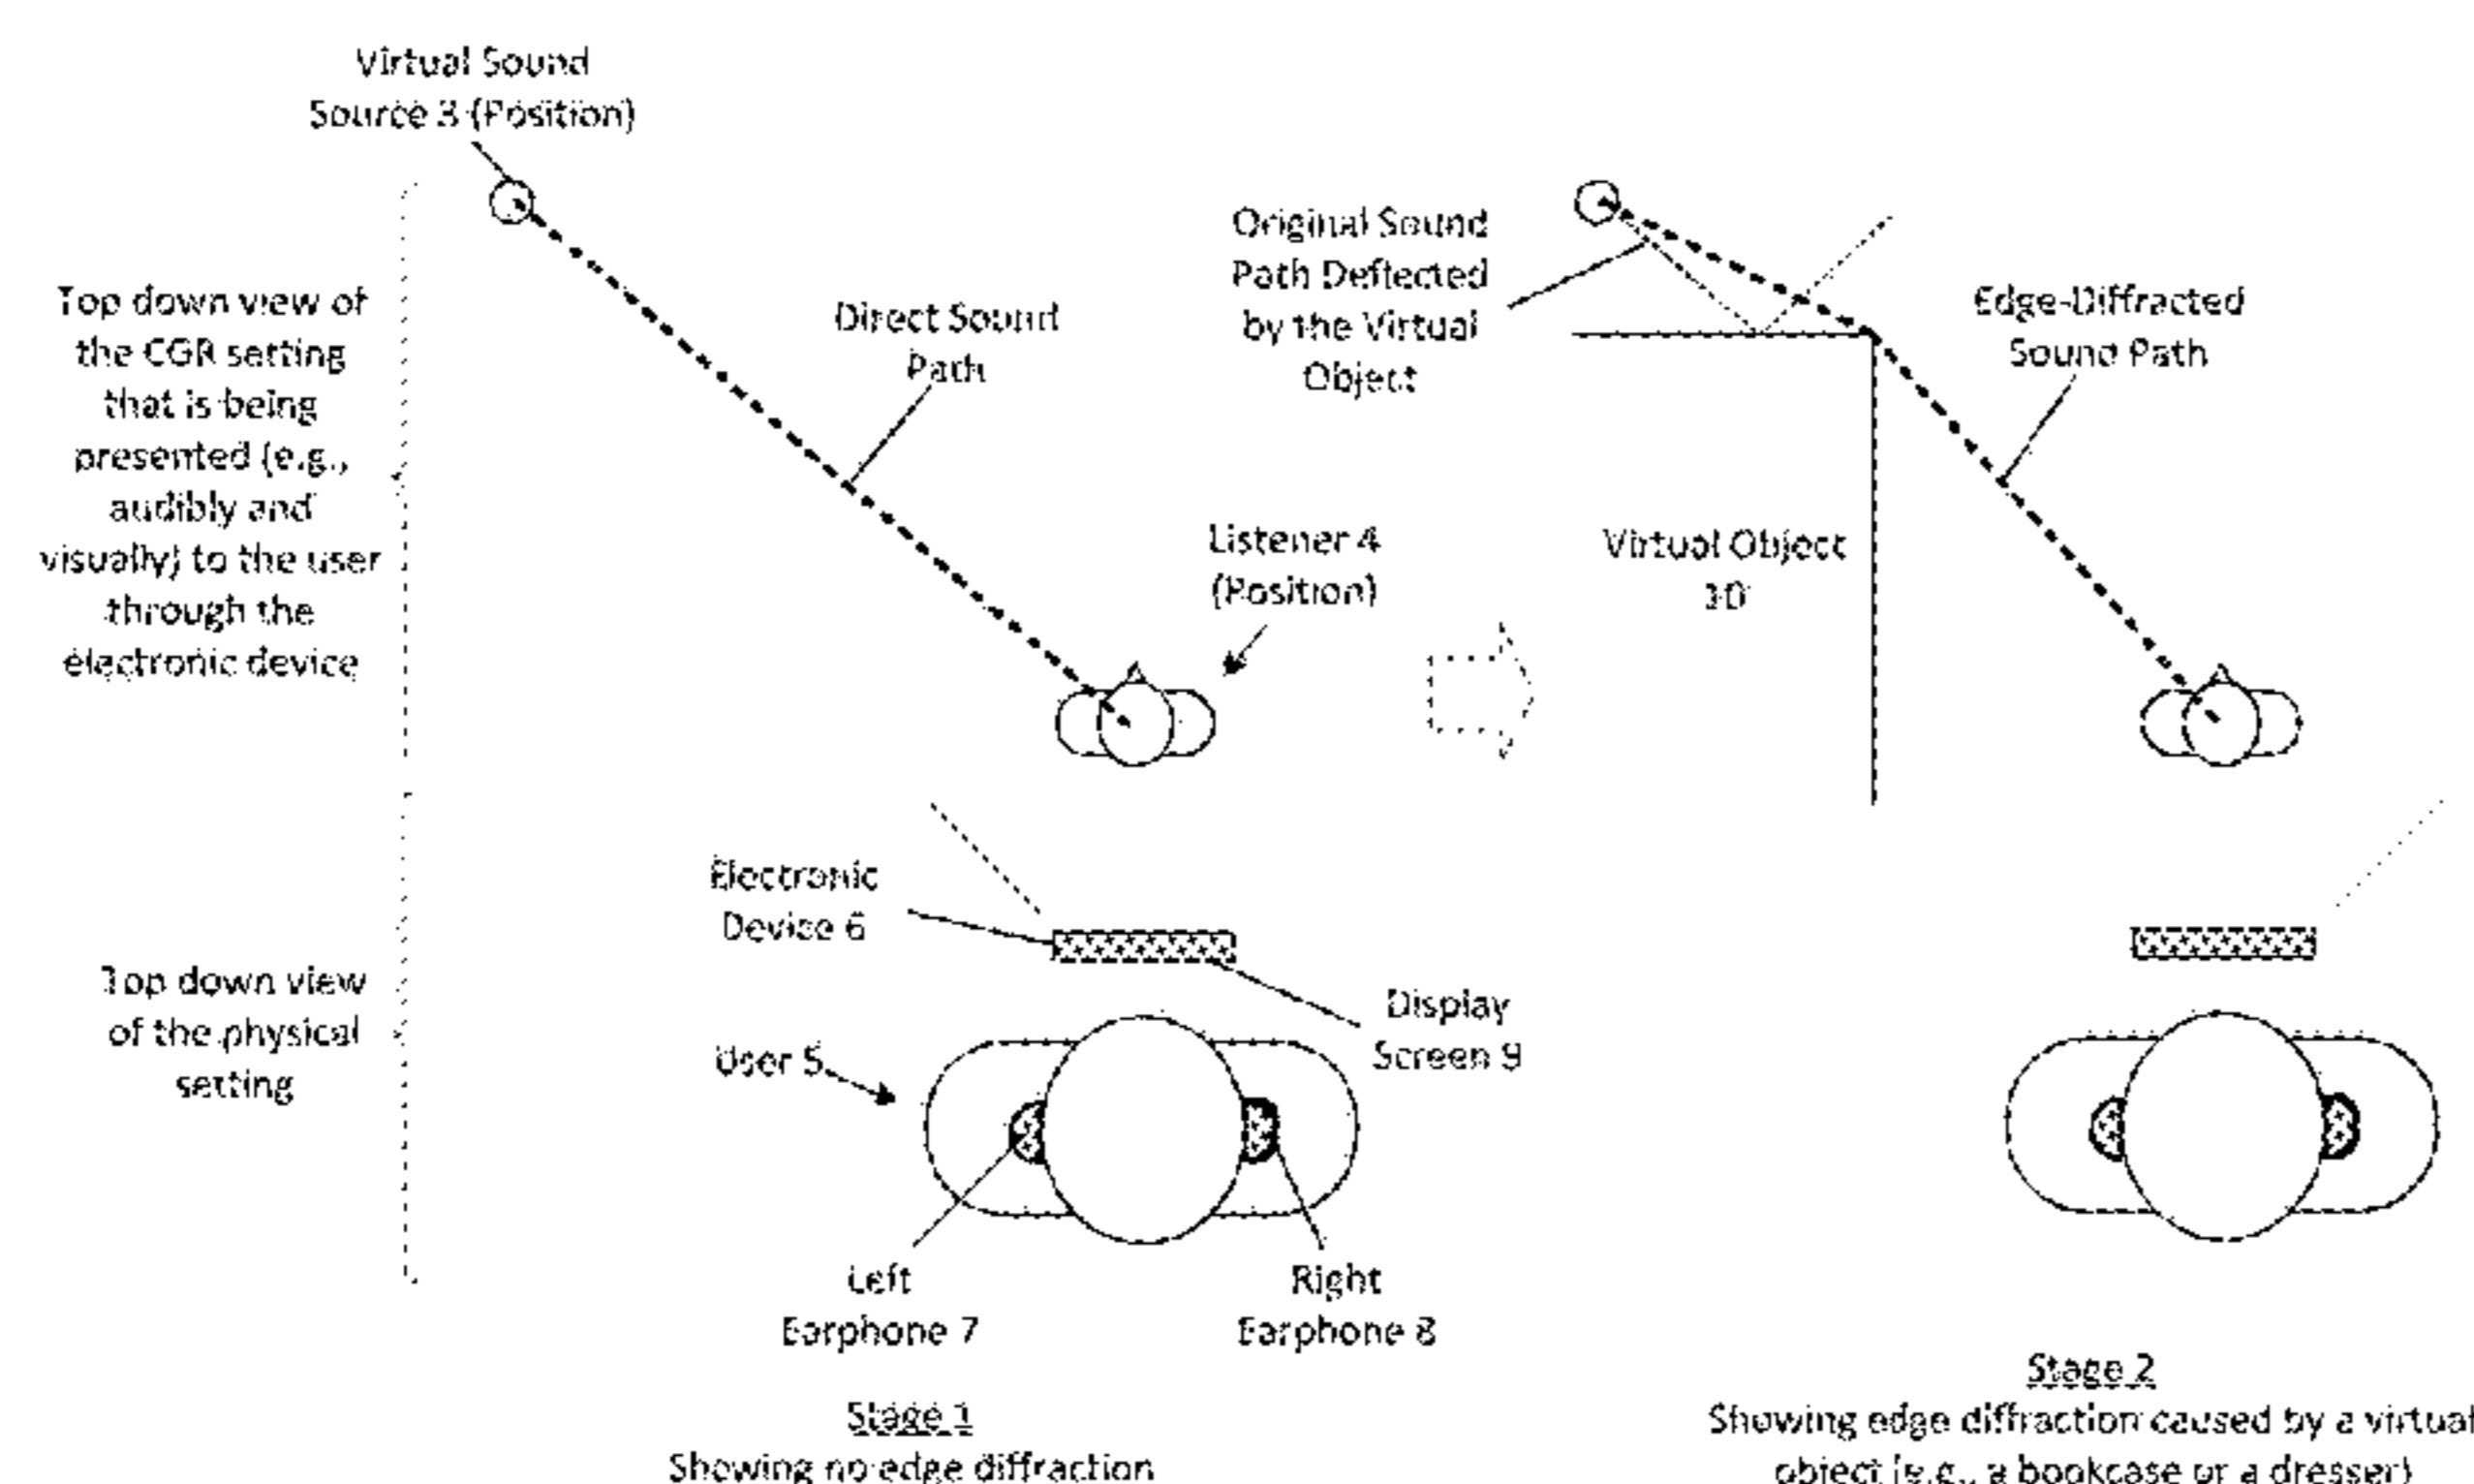 Virtual Sound
Source 3 (Position)
Top down view of
the CGR setting
that is being
presented (e.g.,
audibly and
visually) to the user
through the
electronic device
Direct Sound
Path
Listener 4
(Position)
Original Sound
Path Deflected
by the Virtual
Object
Edge-Diffracted
Sound Path
Virtual Object
10
Top down view
of the physical
setting
Electronic
Device 6
Display
Screen 9
User 5
Left
Earphone 7
Right
Earphone 8
Stage 1
Showing no edge diffraction
Stage 2
Showing edge diffraction caused by a virtual
object (e.g., a bookcase or a dresser)